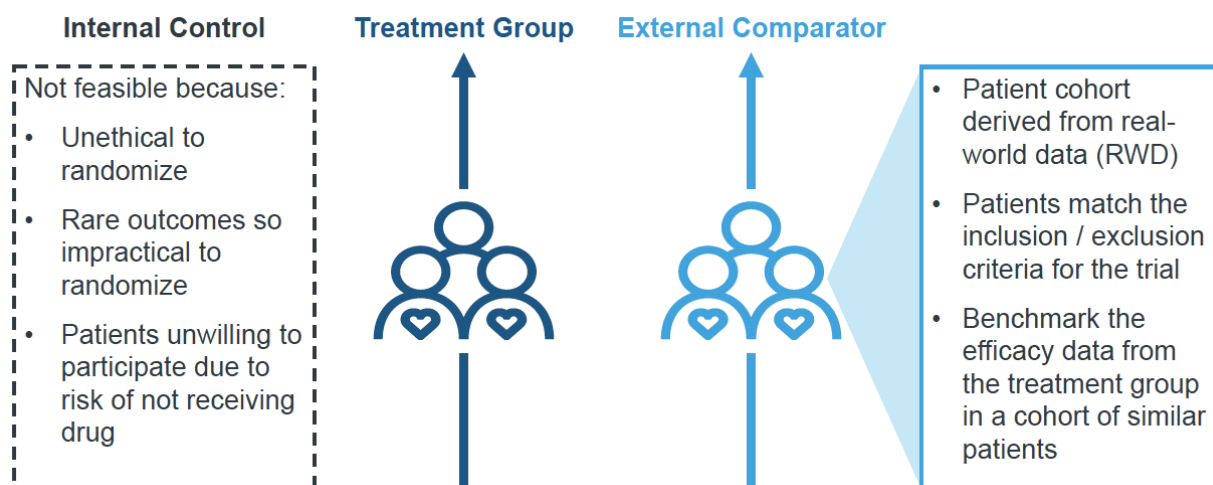 Internal Control
Treatment Group
External Comparator
Not feasible because:
• Unethical to
randomize
• Rare outcomes so
impractical to
randomize
• Patients unwilling to
participate due to
risk of not receiving
drug
• Patient cohort
derived from real-
world data (RWD)
• Patients match the
inclusion / exclusion
criteria for the trial
• Benchmark the
efficacy data from
the treatment group
in a cohort of similar
patients